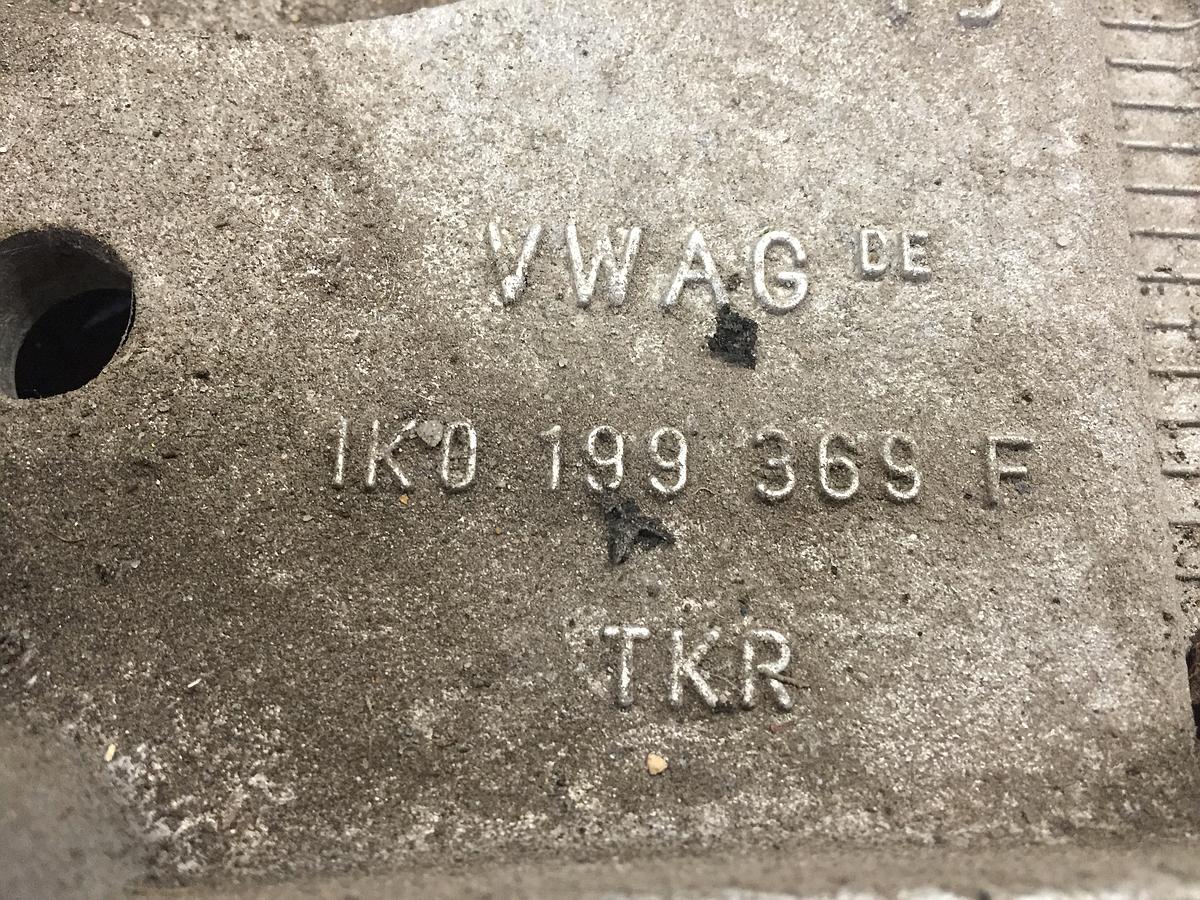 VWAG DE
1K0 199 369 F
TKR